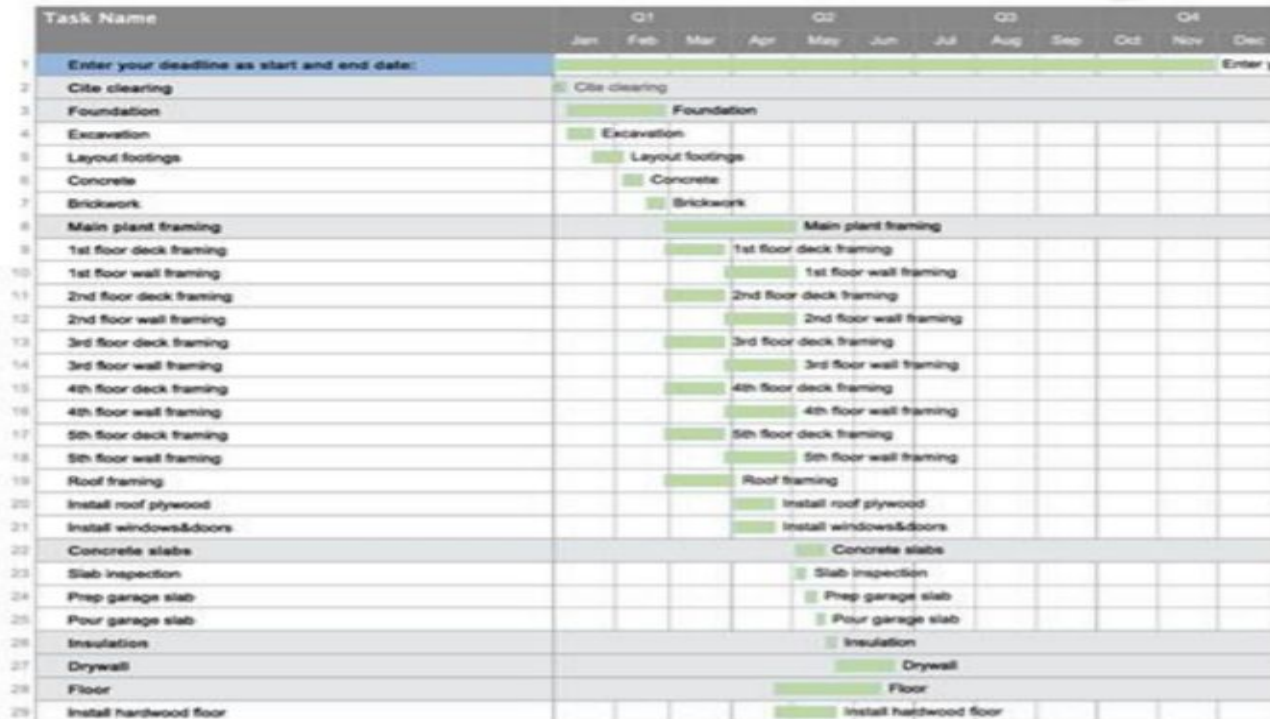 Task Name Q1 Q2 Q3 Q4
Jan Feb Mar Apr May Jun Jul Aug Sep Oct Nov Dec
1 Enter your deadline as start and end date: Enter
2 Cite clearing Cite clearing
3 Foundation Foundation
4 Excavation Excavation
5 Layout footings Layout footings
6 Concrete Concrete
7 Brickwork Brickwork
8 Main plant framing Main plant framing
9 1st floor deck framing 1st floor deck framing
10 1st floor wall framing 1st floor wall framing
11 2nd floor deck framing 2nd floor deck framing
12 2nd floor wall framing 2nd floor wall framing
13 3rd floor deck framing 3rd floor deck framing
14 3rd floor wall framing 3rd floor wall framing
15 4th floor deck framing 4th floor deck framing
16 4th floor wall framing 4th floor wall framing
17 5th floor deck framing 5th floor deck framing
18 5th floor wall framing 5th floor wall framing
19 Roof framing Roof framing
20 Install roof plywood Install roof plywood
21 Install windows&doors Install windows&doors
22 Concrete slabs Concrete slabs
23 Slab inspection Slab inspection
24 Prep garage slab Prep garage slab
25 Pour garage slab Pour garage slab
26 Insulation Insulation
27 Drywall Drywall
28 Floor Floor
29 Install hardwood floor Install hardwood floor